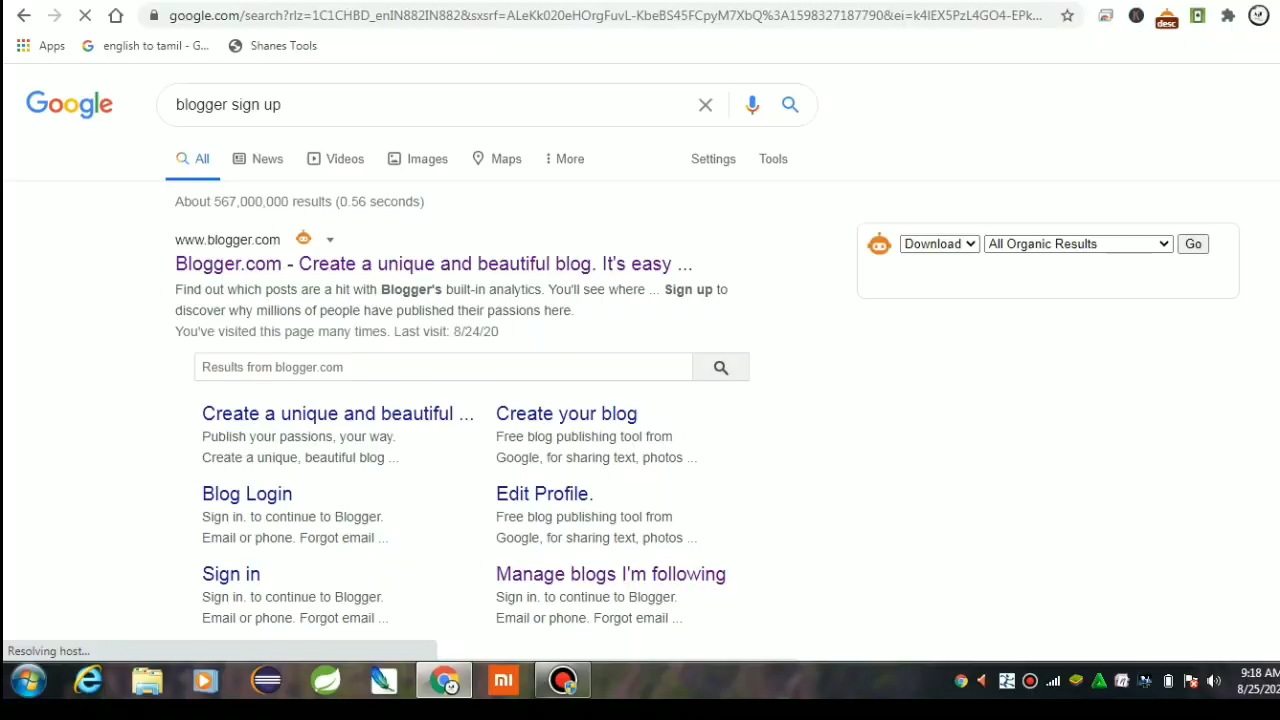 google.com/search?rlz=1C1CHBD_enIN882IN882&sxsrf=ALeKk020eHOrgFuvL-KbeBS45FCpyM7XbQ%3A1598327187790&ei=k4lEX5PzL4GO4-EPk...
desc
Apps english to tamil - G... Shanes Tools
Google blogger sign up
All News Videos Images Maps More Settings Tools
About 567,000,000 results (0.56 seconds)
www.blogger.com
Download All Organic Results Go
Blogger.com - Create a unique and beautiful blog. It's easy ...
Find out which posts are a hit with Blogger's built-in analytics. You'll see where ... Sign up to
discover why millions of people have published their passions here.
You've visited this page many times. Last visit: 8/24/20
Results from blogger.com
Create a unique and beautiful ...
Publish your passions, your way.
Create a unique, beautiful blog ...
Create your blog
Free blog publishing tool from
Google, for sharing text, photos ...
Blog Login
Sign in. to continue to Blogger.
Email or phone. Forgot email ...
Edit Profile.
Free blog publishing tool from
Google, for sharing text, photos ...
Sign in
Sign in. to continue to Blogger.
Email or phone. Forgot email ...
Manage blogs I'm following
Sign in. to continue to Blogger.
Email or phone. Forgot email ...
Resolving host...
mi
9:18 AM
8/25/202